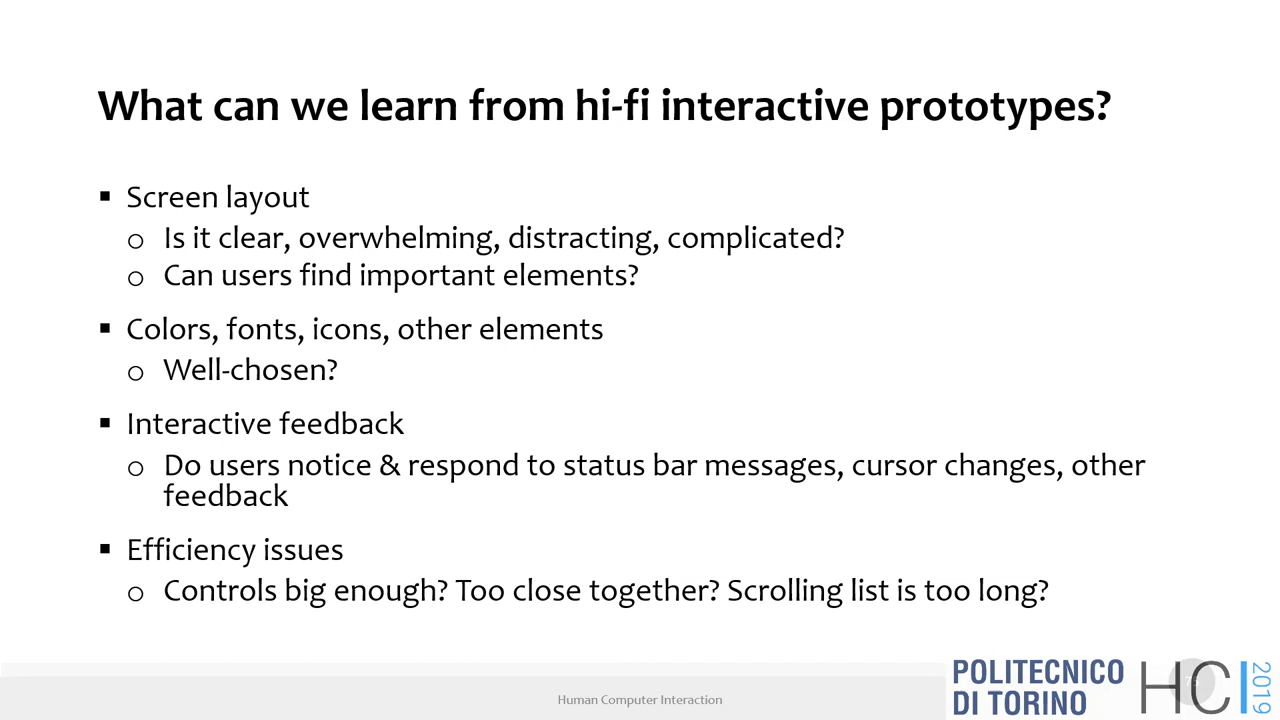 What can we learn from hi-fi interactive prototypes?
▪ Screen layout
o Is it clear, overwhelming, distracting, complicated?
o Can users find important elements?
▪ Colors, fonts, icons, other elements
o Well-chosen?
▪ Interactive feedback
o Do users notice & respond to status bar messages, cursor changes, other
feedback
▪ Efficiency issues
o Controls big enough? Too close together? Scrolling list is too long?
Human Computer Interaction
POLITECNICO
DI TORINO
HCI
2019